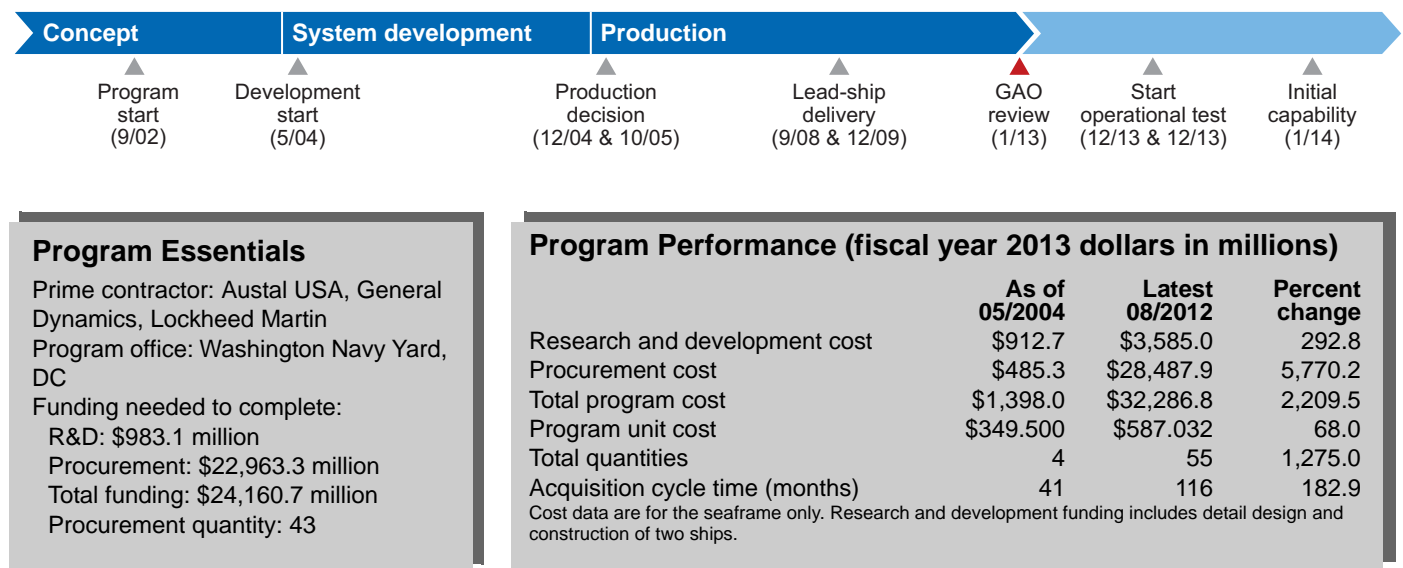 Concept
System development
Production
Program
start
(9/02)
Development
start
(5/04)
Production
decision
(12/04 & 10/05)
Lead-ship
delivery
(9/08 & 12/09)
GAO
review
(1/13)
Start
operational test
(12/13 & 12/13)
Initial
capability
(1/14)
Program Essentials
Prime contractor: Austal USA, General
Dynamics, Lockheed Martin
Program office: Washington Navy Yard,
DC
Funding needed to complete:
R&D: $983.1 million
Procurement: $22,963.3 million
Total funding: $24,160.7 million
Procurement quantity: 43
Program Performance (fiscal year 2013 dollars in millions)
As of Latest Percent
05/2004 08/2012 change
Research and development cost $912.7 $3,585.0 292.8
Procurement cost $485.3 $28,487.9 5,770.2
Total program cost $1,398.0 $32,286.8 2,209.5
Program unit cost $349.500 $587.032 68.0
Total quantities 4 55 1,275.0
Acquisition cycle time (months) 41 116 182.9
Cost data are for the seaframe only. Research and development funding includes detail design and
construction of two ships.